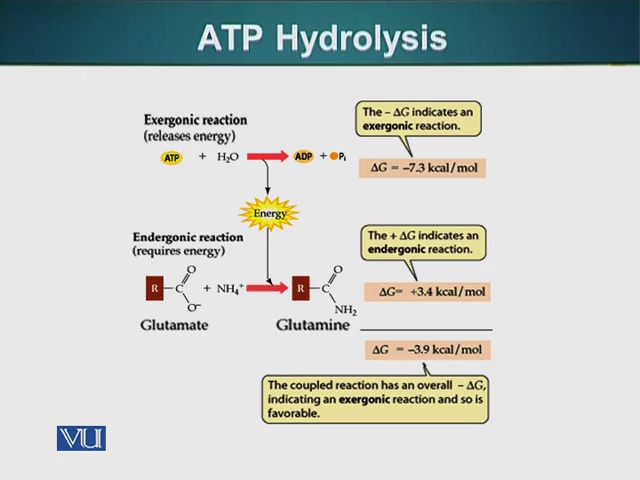 ATP Hydrolysis
Exergonic reaction
(releases energy)
ATP + H₂O ADP + Pᵢ
The – ΔG indicates an
exergonic reaction.
ΔG = –7.3 kcal/mol
Energy
Endergonic reaction
(requires energy)
R C O O⁻ + NH₄⁺ R C O NH₂
Glutamate Glutamine
The + ΔG indicates an
endergonic reaction.
ΔG= +3.4 kcal/mol
ΔG = –3.9 kcal/mol
The coupled reaction has an overall – ΔG,
indicating an exergonic reaction and so is
favorable.
VU